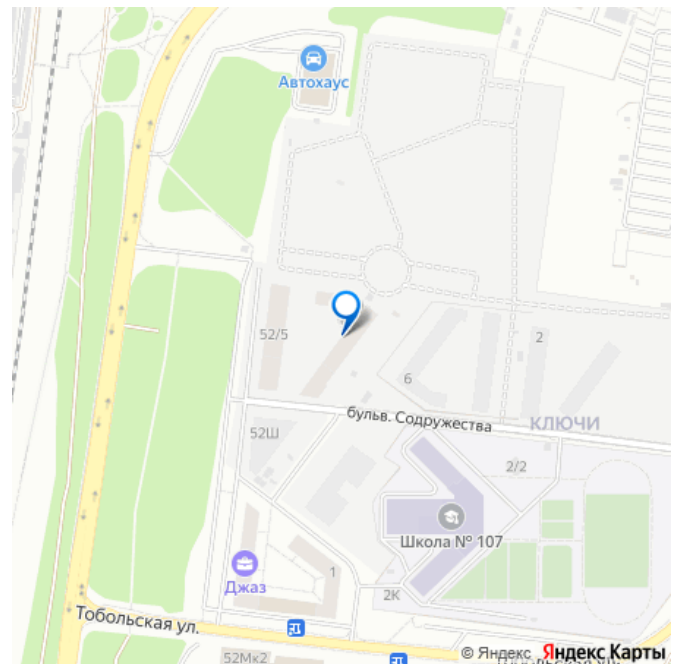 Автохаус
52/5
2
6
бульв. Содружества
КЛЮЧИ
52Ш
2/2
Школа № 107
Джаз
1
2К
Тобольская ул.
52Мк2
© Яндекс Яндекс Карты